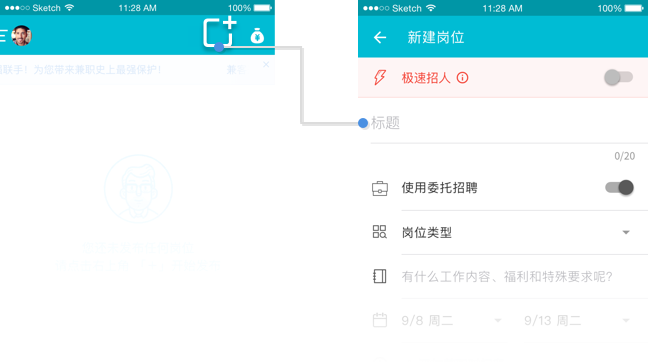 Sketch 11:28 AM 100%
联手！为您带来兼职史上最强保护！
Sketch 11:28 AM 100%
新建岗位
极速招人
标题
0/20
使用委托招聘
岗位类型
有什么工作内容、福利和特殊要求呢？
9/8 周二 9/13 周二